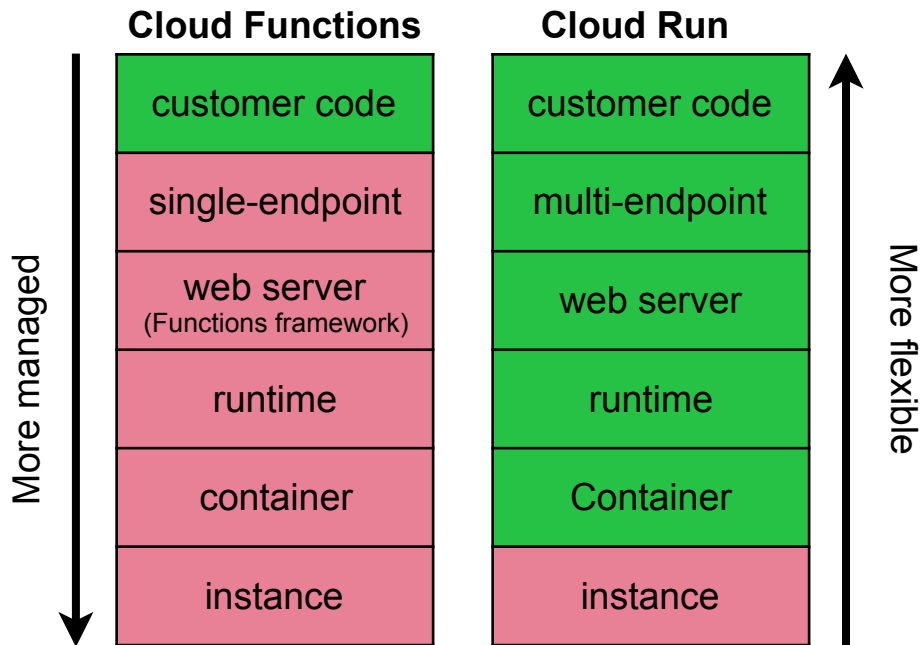 Cloud Functions
Cloud Run
customer code
single-endpoint
web server
(Functions framework)
runtime
container
instance
customer code
multi-endpoint
web server
runtime
Container
instance
More managed
More flexible